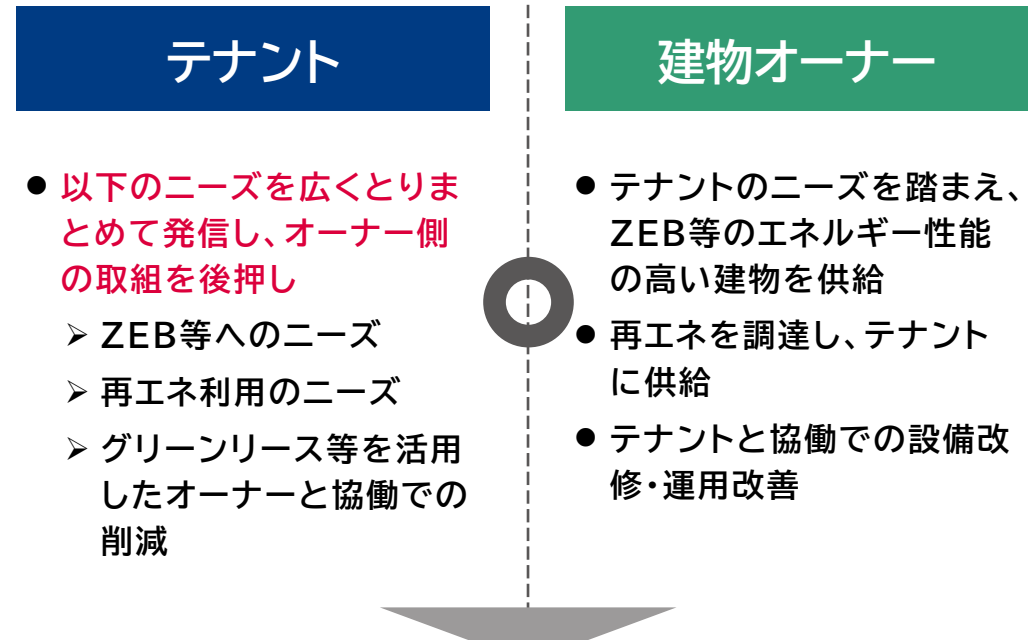 テナント
● 以下のニーズを広くとりま
とめて発信し、オーナー側
の取組を後押し
➢ ZEB等へのニーズ
➢ 再エネ利用のニーズ
➢ グリーンリース等を活用
したオーナーと協働での
削減
建物オーナー
● テナントのニーズを踏まえ、
ZEB等のエネルギー性能
の高い建物を供給
● 再エネを調達し、テナント
に供給
● テナントと協働での設備改
修・運用改善